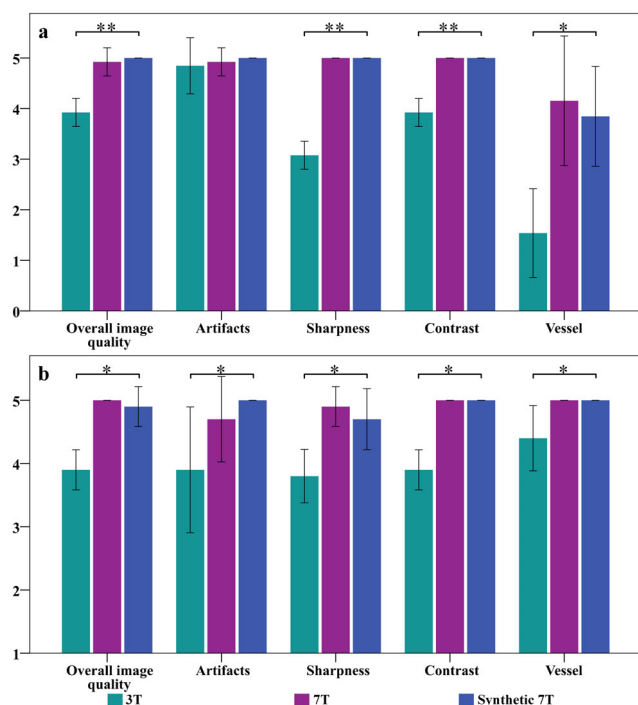 a
** ** ** *
5
4
3
2
1
0
Overall image quality Artifacts Sharpness Contrast Vessel
b
* * * * *
5
4
3
2
1
Overall image quality Artifacts Sharpness Contrast Vessel
3T 7T Synthetic 7T